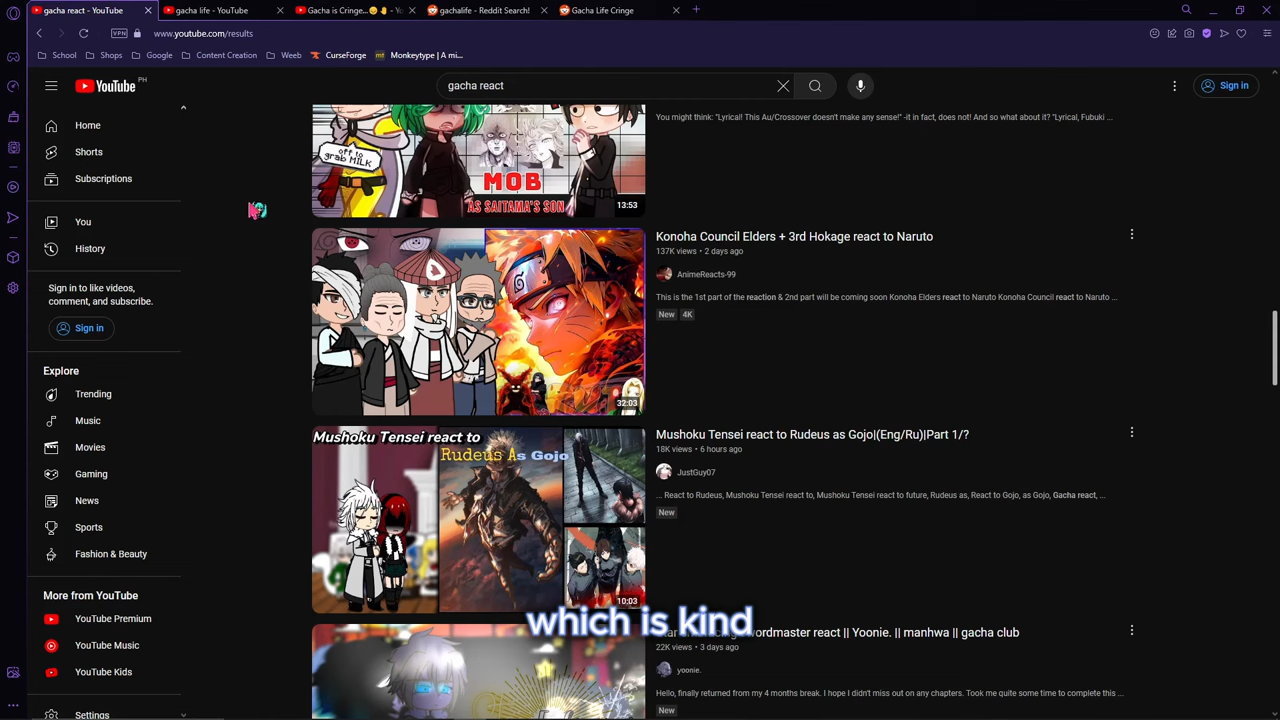 gacha react - YouTube
gacha life - YouTube
Gacha is Cringe...
gachalife - Reddit Search!
Gacha Life Cringe
VPN
www.youtube.com/results
School
Shops
Google
Content Creation
Weeb
CurseForge
mt
Monkeytype | A mi...
YouTube
PH
gacha react
Sign in
Home
Shorts
Subscriptions
You
History
Sign in to like videos,
comment, and subscribe.
Sign in
Explore
Trending
Music
Movies
Gaming
News
Sports
Fashion & Beauty
More from YouTube
YouTube Premium
YouTube Music
YouTube Kids
Settings
off to
grab MILK
MOB
AS SAITAMA'S SON
13:53
You might think: "Lyrical! This Au/Crossover doesn't make any sense!" -it in fact, does not! And so what about it? "Lyrical, Fubuki ...
32:03
Konoha Council Elders + 3rd Hokage react to Naruto
137K views • 2 days ago
AnimeReacts-99
This is the 1st part of the reaction & 2nd part will be coming soon Konoha Elders react to Naruto Konoha Council react to Naruto ...
New
4K
Mushoku Tensei react to
Rudeus As Gojo
10:03
Mushoku Tensei react to Rudeus as Gojo|(Eng/Ru)|Part 1/?
18K views • 6 hours ago
JustGuy07
... React to Rudeus, Mushoku Tensei react to, Mushoku Tensei react to future, Rudeus as, React to Gojo, as Gojo, Gacha react, ...
New
which is kind
react || Yoonie. || manhwa || gacha club
22K views • 3 days ago
yoonie.
Hello, finally returned from my 4 months break. I hope I didn't miss out on any chapters. Took me quite some time to complete this ...
New